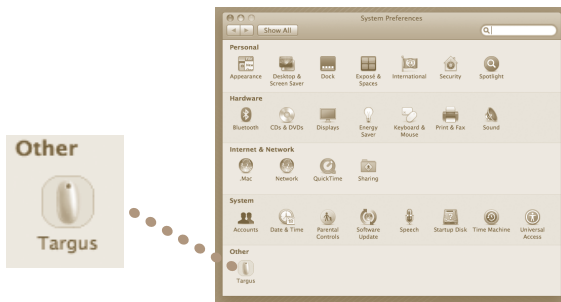 Other
Targus
System Preferences
Show All
Personal
Appearance
Desktop &
Screen Saver
Dock
Exposé &
Spaces
International
Security
Spotlight
Hardware
Bluetooth
CDs & DVDs
Displays
Energy
Saver
Keyboard &
Mouse
Print & Fax
Sound
Internet & Network
.Mac
Network
QuickTime
Sharing
System
Accounts
Date & Time
Parental
Controls
Software
Update
Speech
Startup Disk
Time Machine
Universal
Access
Other
Targus